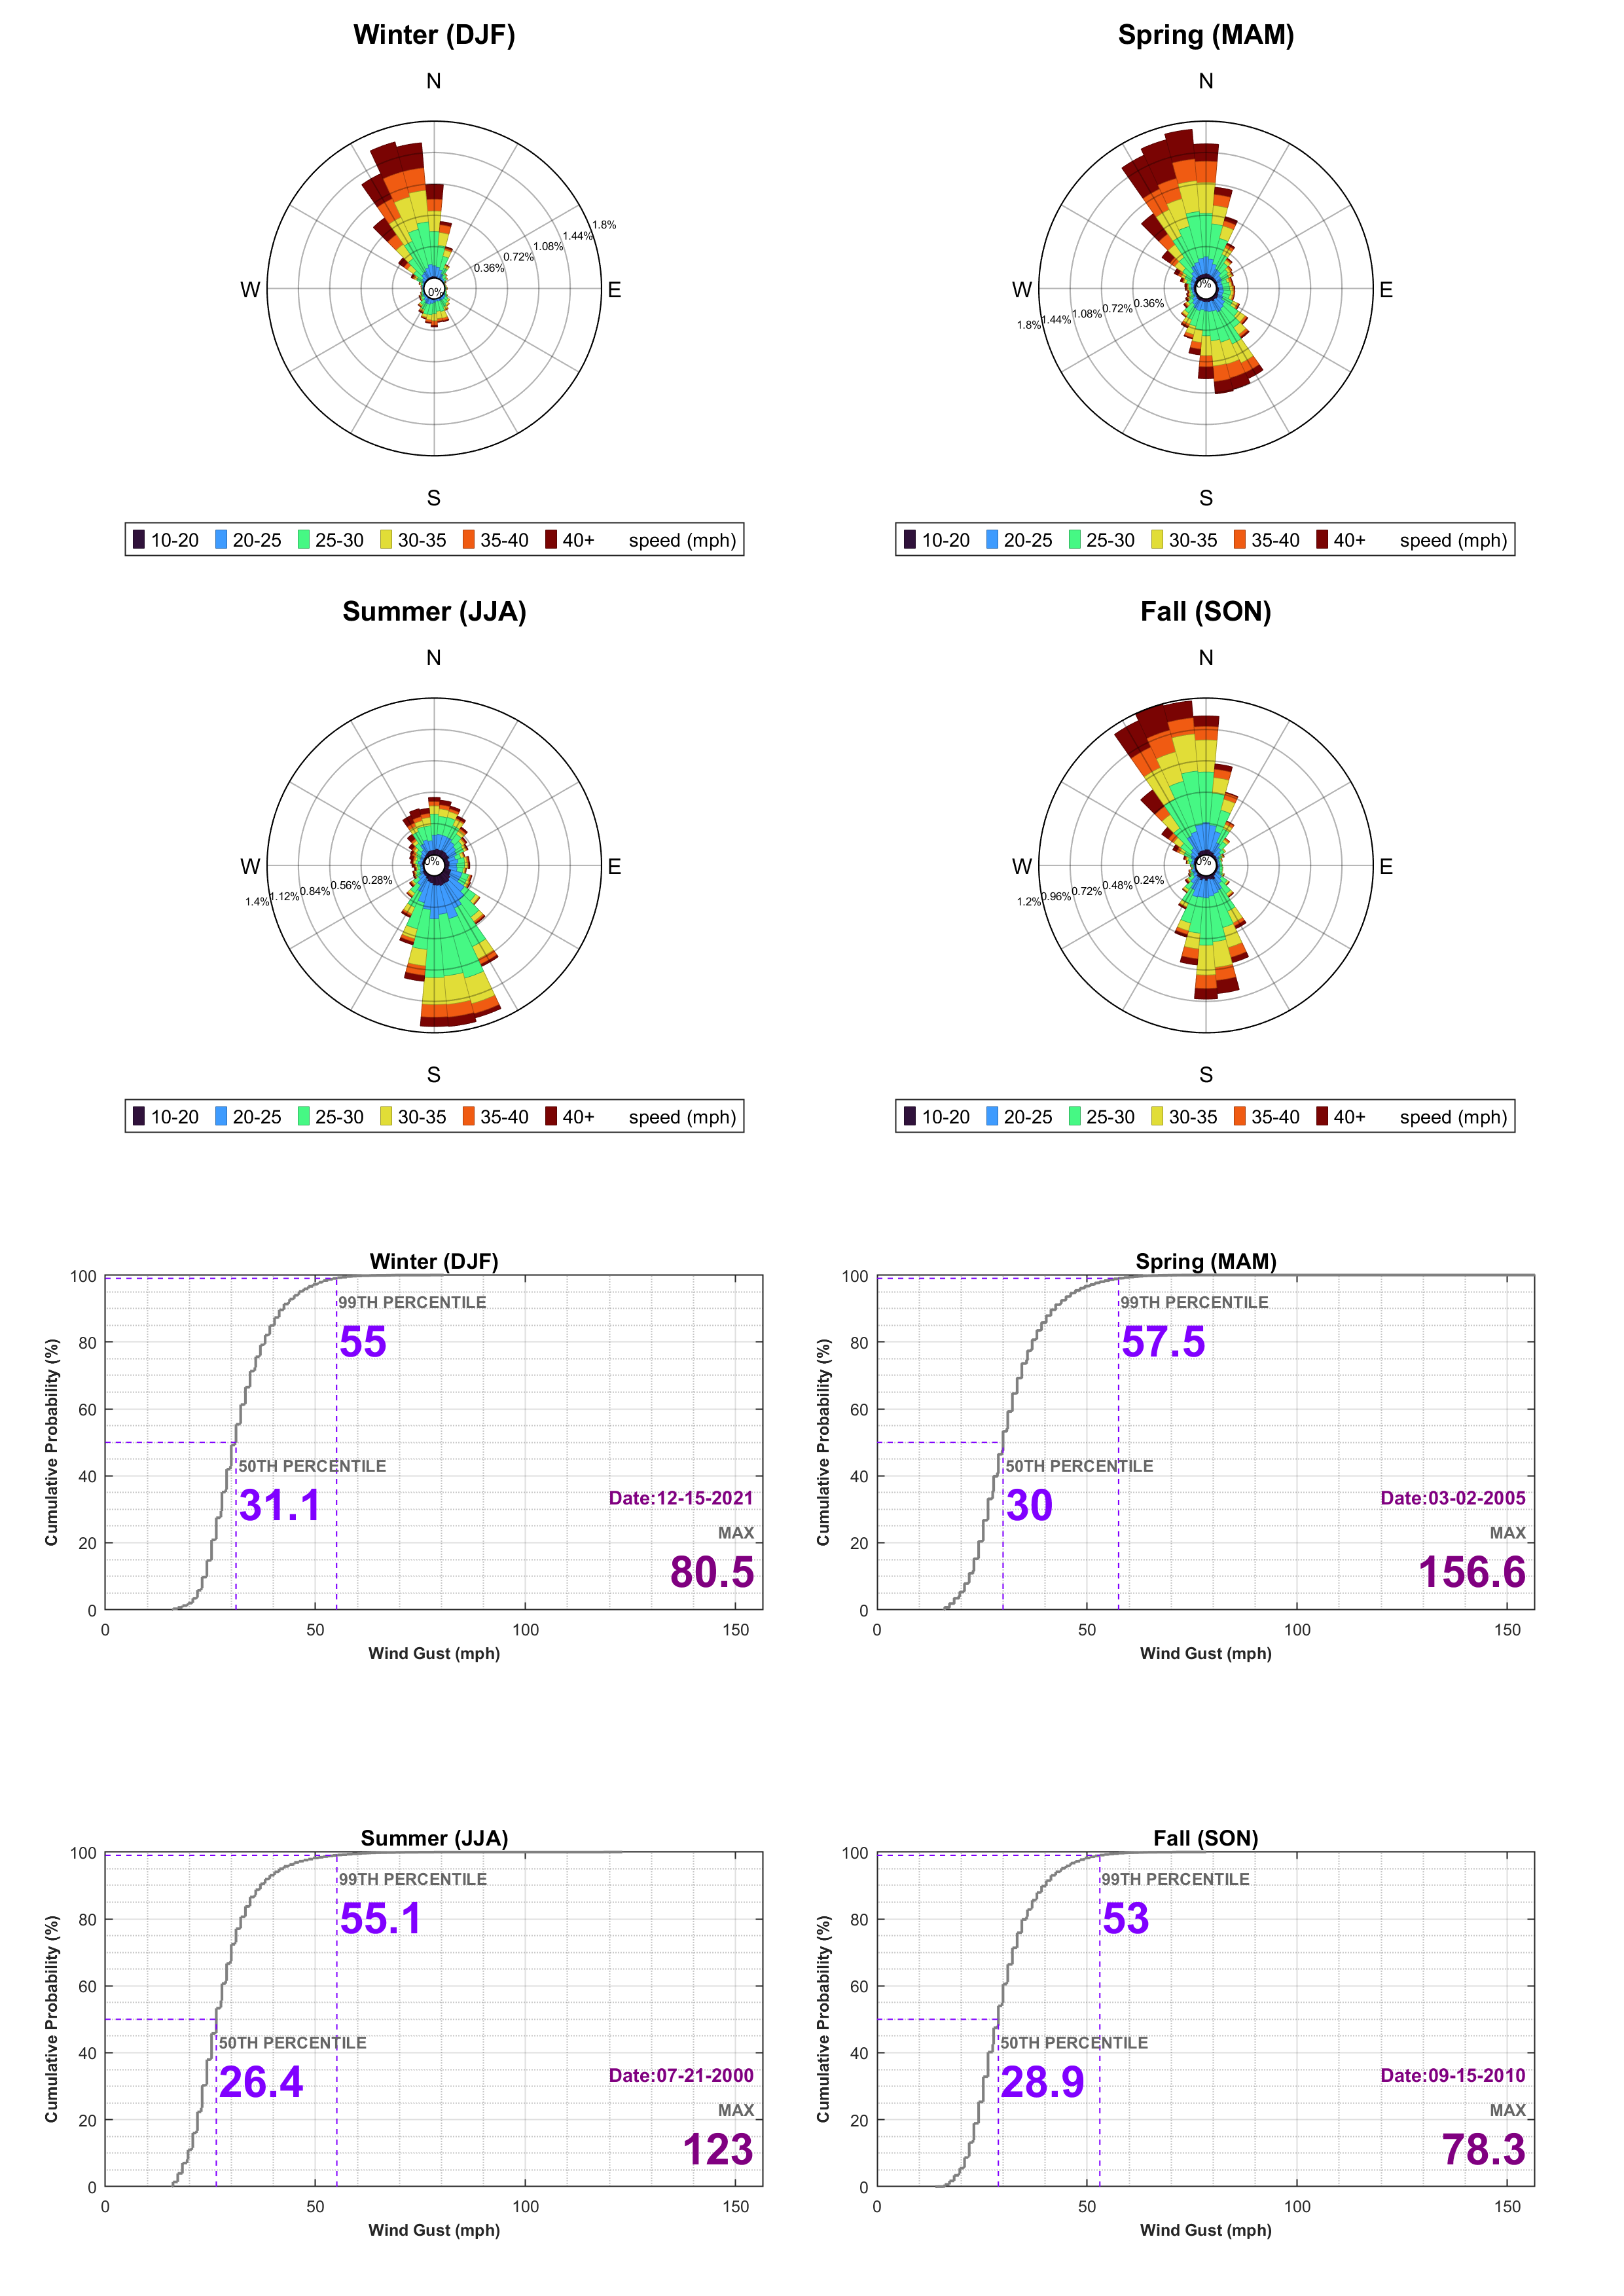 Winter (DJF) Spring (MAM)
N N
W E W E
1.8%
1.44%
1.08%
0.72%
0.36%
0%
0%
0.36%
0.72%
1.08%
1.44%
1.8%
S S
10-20 20-25 25-30 30-35 35-40 40+ speed (mph)
10-20 20-25 25-30 30-35 35-40 40+ speed (mph)
Summer (JJA) Fall (SON)
N N
W E W E
0%
0.28%
0.56%
0.84%
1.12%
1.4%
0%
0.24%
0.48%
0.72%
0.96%
1.2%
S S
10-20 20-25 25-30 30-35 35-40 40+ speed (mph)
10-20 20-25 25-30 30-35 35-40 40+ speed (mph)
Winter (DJF)
Cumulative Probability (%)
100
80
60
40
20
0
99TH PERCENTILE
55
50TH PERCENTILE
31.1
Date:12-15-2021
MAX
80.5
0 50 100 150
Wind Gust (mph)
Spring (MAM)
Cumulative Probability (%)
100
80
60
40
20
0
99TH PERCENTILE
57.5
50TH PERCENTILE
30
Date:03-02-2005
MAX
156.6
0 50 100 150
Wind Gust (mph)
Summer (JJA)
Cumulative Probability (%)
100
80
60
40
20
0
99TH PERCENTILE
55.1
50TH PERCENTILE
26.4
Date:07-21-2000
MAX
123
0 50 100 150
Wind Gust (mph)
Fall (SON)
Cumulative Probability (%)
100
80
60
40
20
0
99TH PERCENTILE
53
50TH PERCENTILE
28.9
Date:09-15-2010
MAX
78.3
0 50 100 150
Wind Gust (mph)